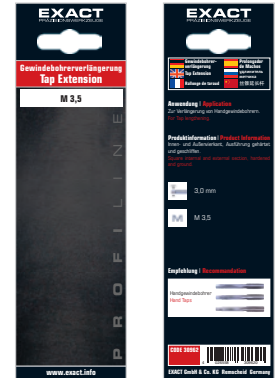 EXACT
PRÄZISIONSWERKZEUGE
Gewindebohrerverlängerung
Tap Extension
M 3,5
PROFILINE
www.exact.info
EXACT
PRÄZISIONSWERKZEUGE
Gewindebohrer-
verlängerung
Tap Extension
Rallonge de taraud
Prolongador
de Machos
удлинитель
метчика
丝锥延长杆
Anwendung | Application
Zur Verlängerung von Handgewindebohrern.
For Tap lengthening.
Produktinformation | Product Information
Innen- und Außenvierkant. Ausführung gehärtet
und geschliffen.
Square internal and external version, hardened
and ground.
3,0 mm
M
M 3,5
Empfehlung | Recommendation
Handgewindebohrer
Hand Taps
CODE 30962
EXACT GmbH & Co. KG Remscheid Germany